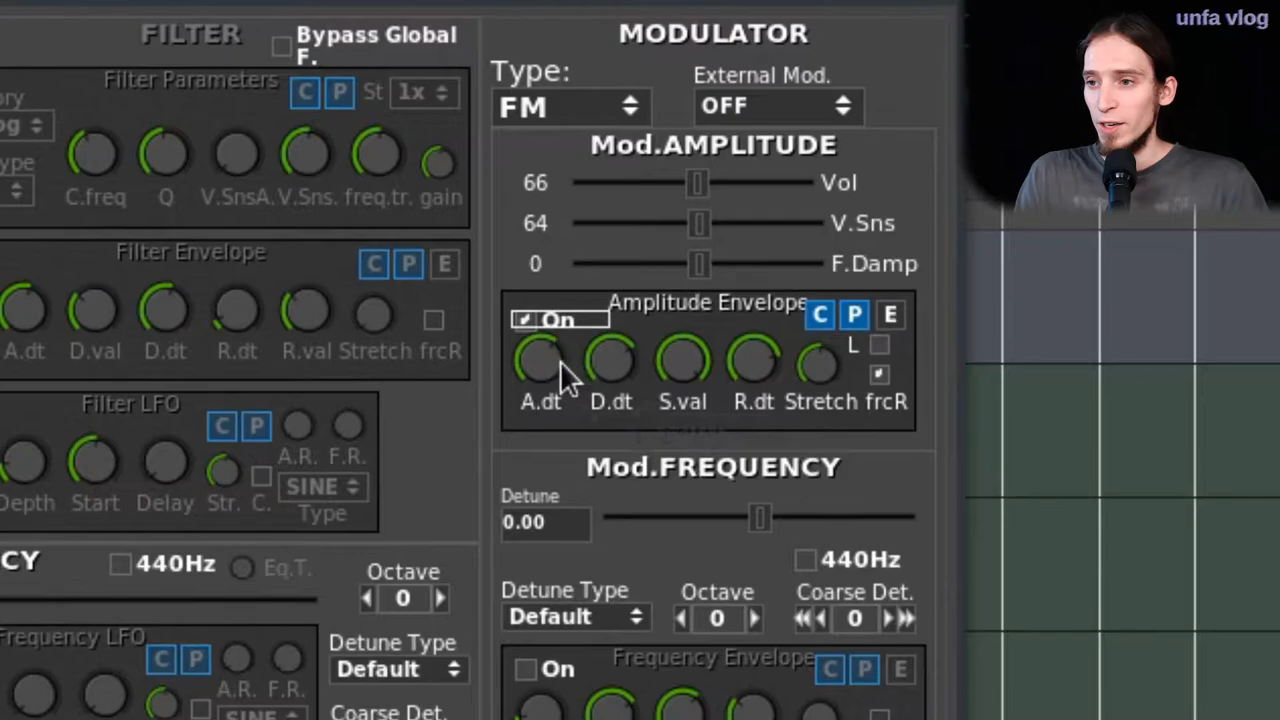 unfa vlog
FILTER
Bypass Global
F.
Filter Parameters
C P St 1x
ory
og
ype
C.freq Q V.SnsA.V.Sns. freq.tr. gain
Filter Envelope
C P E
A.dt D.val D.dt R.dt R.val Stretch frcR
Filter LFO
C P
A.R. F.R.
SINE
Depth Start Delay Str. C. Type
CY
440Hz Eq.T.
Octave
0
Frequency LFO
C P
A.R. F.R.
SINE
Detune Type
Default
Coarse Det.
MODULATOR
Type: External Mod.
FM OFF
Mod.AMPLITUDE
66 Vol
64 V.Sns
0 F.Damp
On Amplitude Envelope C P E
L
A.dt D.dt S.val R.dt Stretch frcR
Mod.FREQUENCY
Detune
0.00
440Hz
Detune Type Octave Coarse Det.
Default 0 0
On Frequency Envelope C P E